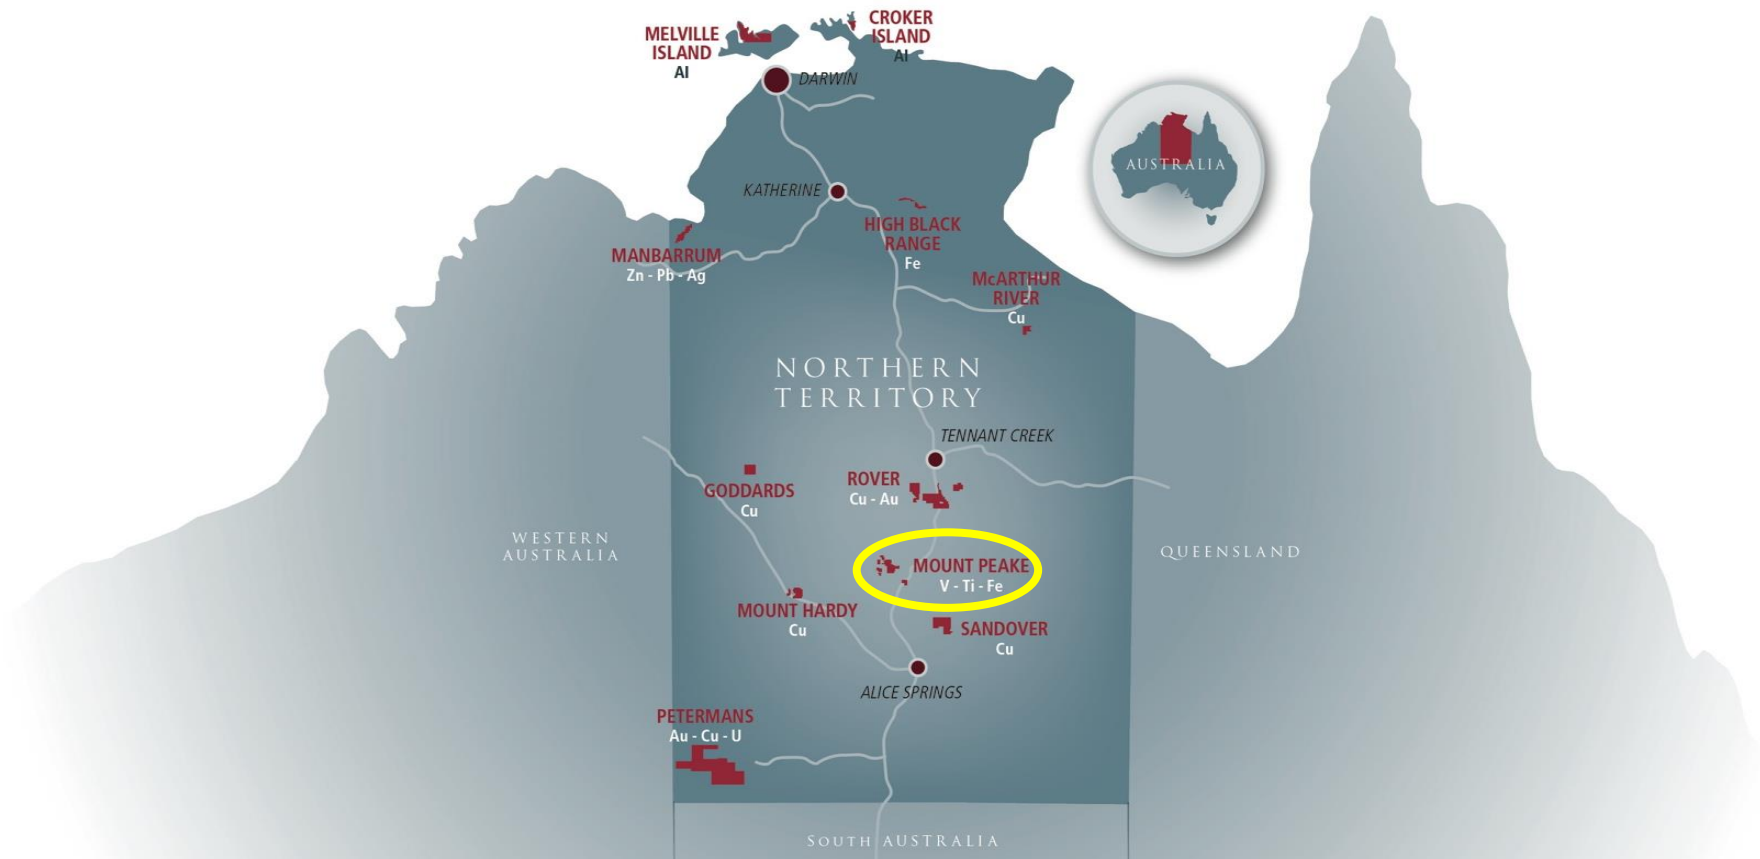 MELVILLE
ISLAND
Al
CROKER
ISLAND
Al
DARWIN
AUSTRALIA
KATHERINE
HIGH BLACK
RANGE
Fe
MANBARRUM
Zn - Pb - Ag
McARTHUR
RIVER
Cu
NORTHERN
TERRITORY
TENNANT CREEK
ROVER
Cu - Au
GODDARDS
Cu
WESTERN
AUSTRALIA
QUEENSLAND
MOUNT PEAKE
V - Ti - Fe
MOUNT HARDY
Cu
SANDOVER
Cu
ALICE SPRINGS
PETERMANS
Au - Cu - U
SOUTH AUSTRALIA